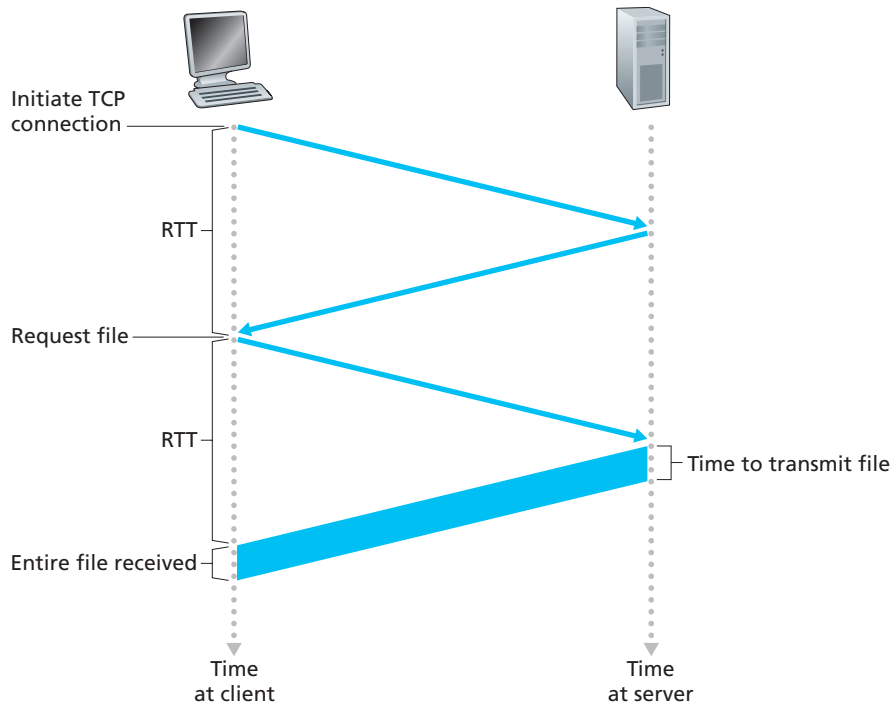 Initiate TCP
connection
RTT
Request file
RTT
Time to transmit file
Entire file received
Time
at client
Time
at server